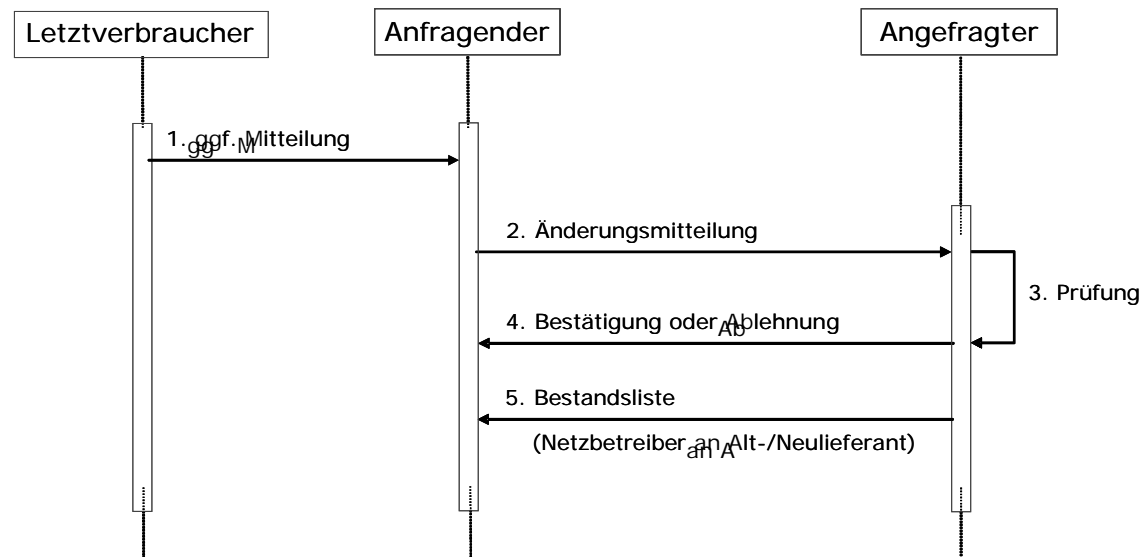 Letztverbraucher
Anfragender
Angefragter
1. ggf. Mitteilung
2. Änderungsmitteilung
3. Prüfung
4. Bestätigung oder Ablehnung
5. Bestandsliste
(Netzbetreiber an Alt-/Neulieferant)